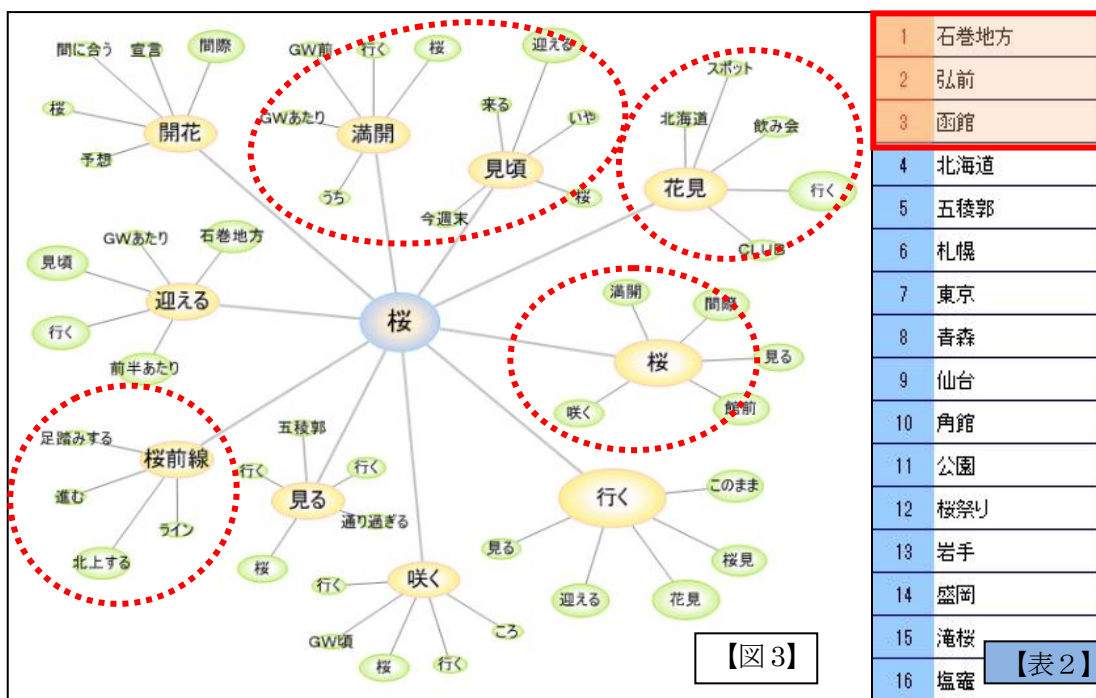 間に合う
宣言
間際
桜
予想
開花
GW前
行く
桜
GWあたり
満開
うち
迎える
来る
いや
見頃
今週末
桜
スポット
北海道
飲み会
花見
行く
CLUB
GWあたり
石巻地方
見頃
迎える
行く
前半あたり
桜
満開
間際
桜
見る
咲く
館前
足踏みする
桜前線
進む
ライン
北上する
五稜郭
行く
行く
見る
通り過ぎる
桜
行く
咲く
GW頃
桜
行く
ころ
行く
このまま
見る
桜見
迎える
花見
【図3】
1 石巻地方
2 弘前
3 函館
4 北海道
5 五稜郭
6 札幌
7 東京
8 青森
9 仙台
10 角館
11 公園
12 桜祭り
13 岩手
14 盛岡
15 滝桜
16 塩竈
【表2】